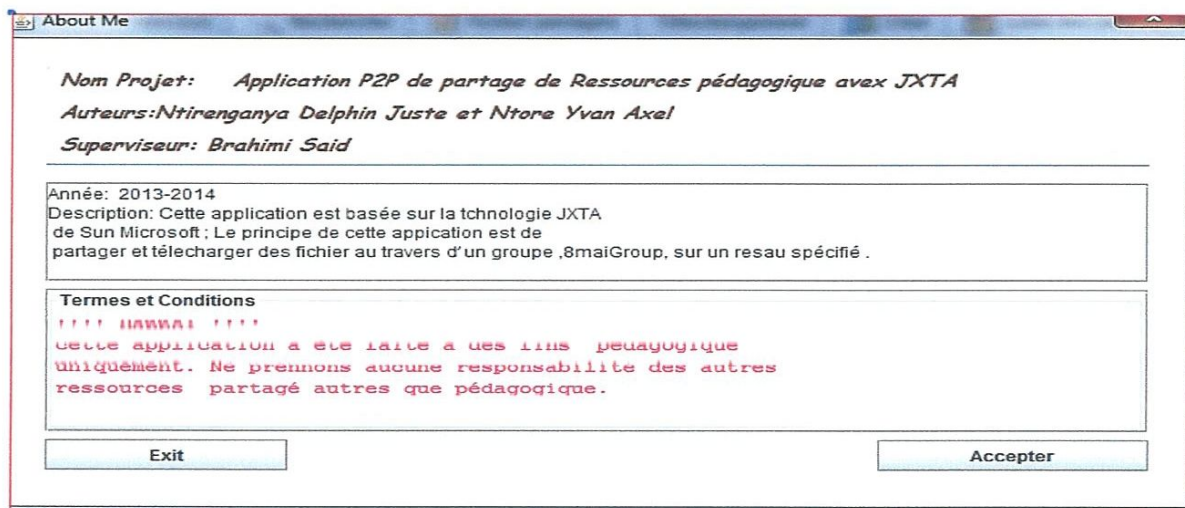 About Me
Nom Projet: Application P2P de partage de Ressources pédagogique avex JXTA
Auteurs:Ntirenganya Delphin Juste et Ntore Yvan Axel
Superviseur: Brahimi Said
Année: 2013-2014
Description: Cette application est basée sur la tchnologie JXTA
de Sun Microsoft ; Le principe de cette appication est de
partager et télecharger des fichier au travers d'un groupe ,8maiGroup, sur un resau spécifié .
Termes et Conditions
!!!! !!!!
Cette application a été faite a des fins pédagogique
uniquément. Ne prennons aucune responsabilité des autres
ressources partagé autres que pédagogique.
Exit
Accepter